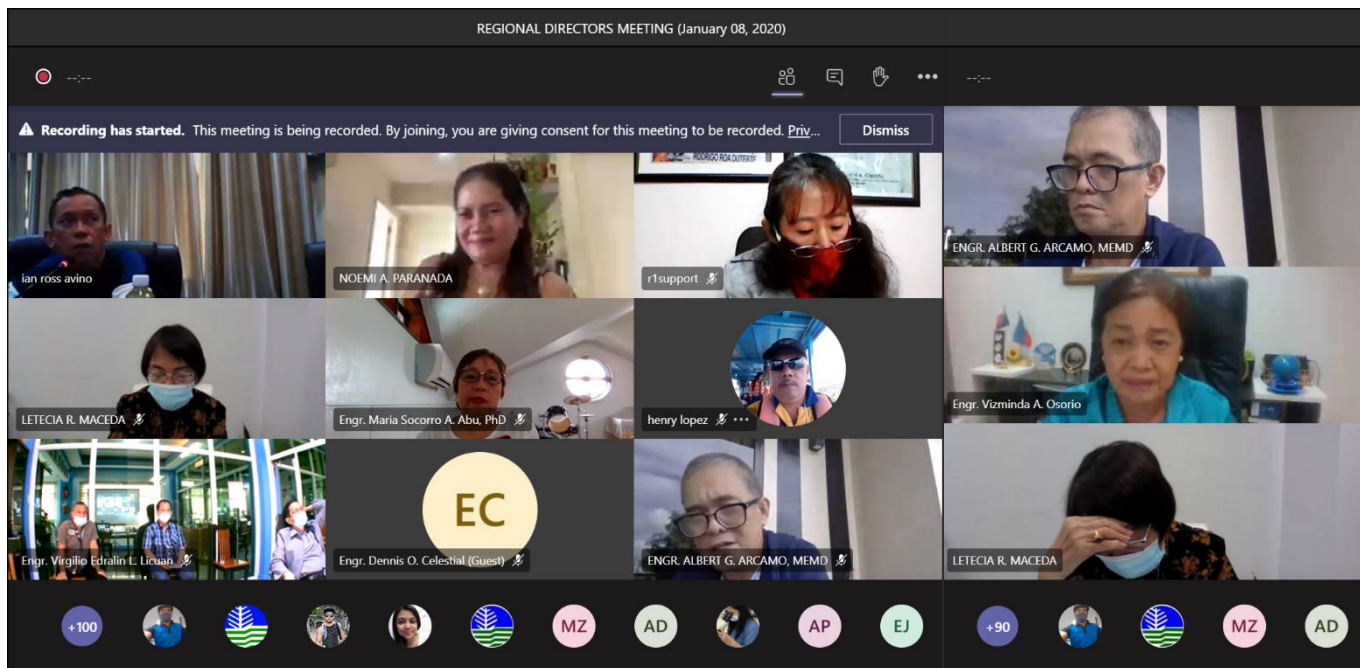 REGIONAL DIRECTORS MEETING (January 08, 2020)
--:--
--:--
Recording has started. This meeting is being recorded. By joining, you are giving consent for this meeting to be recorded. Priv...
Dismiss
RODRIGO ROA DUTERTE
ian ross avino
NOEMI A. PARANADA
r1support
ENGR. ALBERT G. ARCAMO, MEMD
LETECIA R. MACEDA
Engr. Maria Socorro A. Abu, PhD
henry lopez
Engr. Vizminda A. Osorio
EC
Engr. Virgilio Edralin L. Licuan
Engr. Dennis O. Celestial (Guest)
ENGR. ALBERT G. ARCAMO, MEMD
LETECIA R. MACEDA
+100
MZ
AD
AP
EJ
+90
MZ
AD